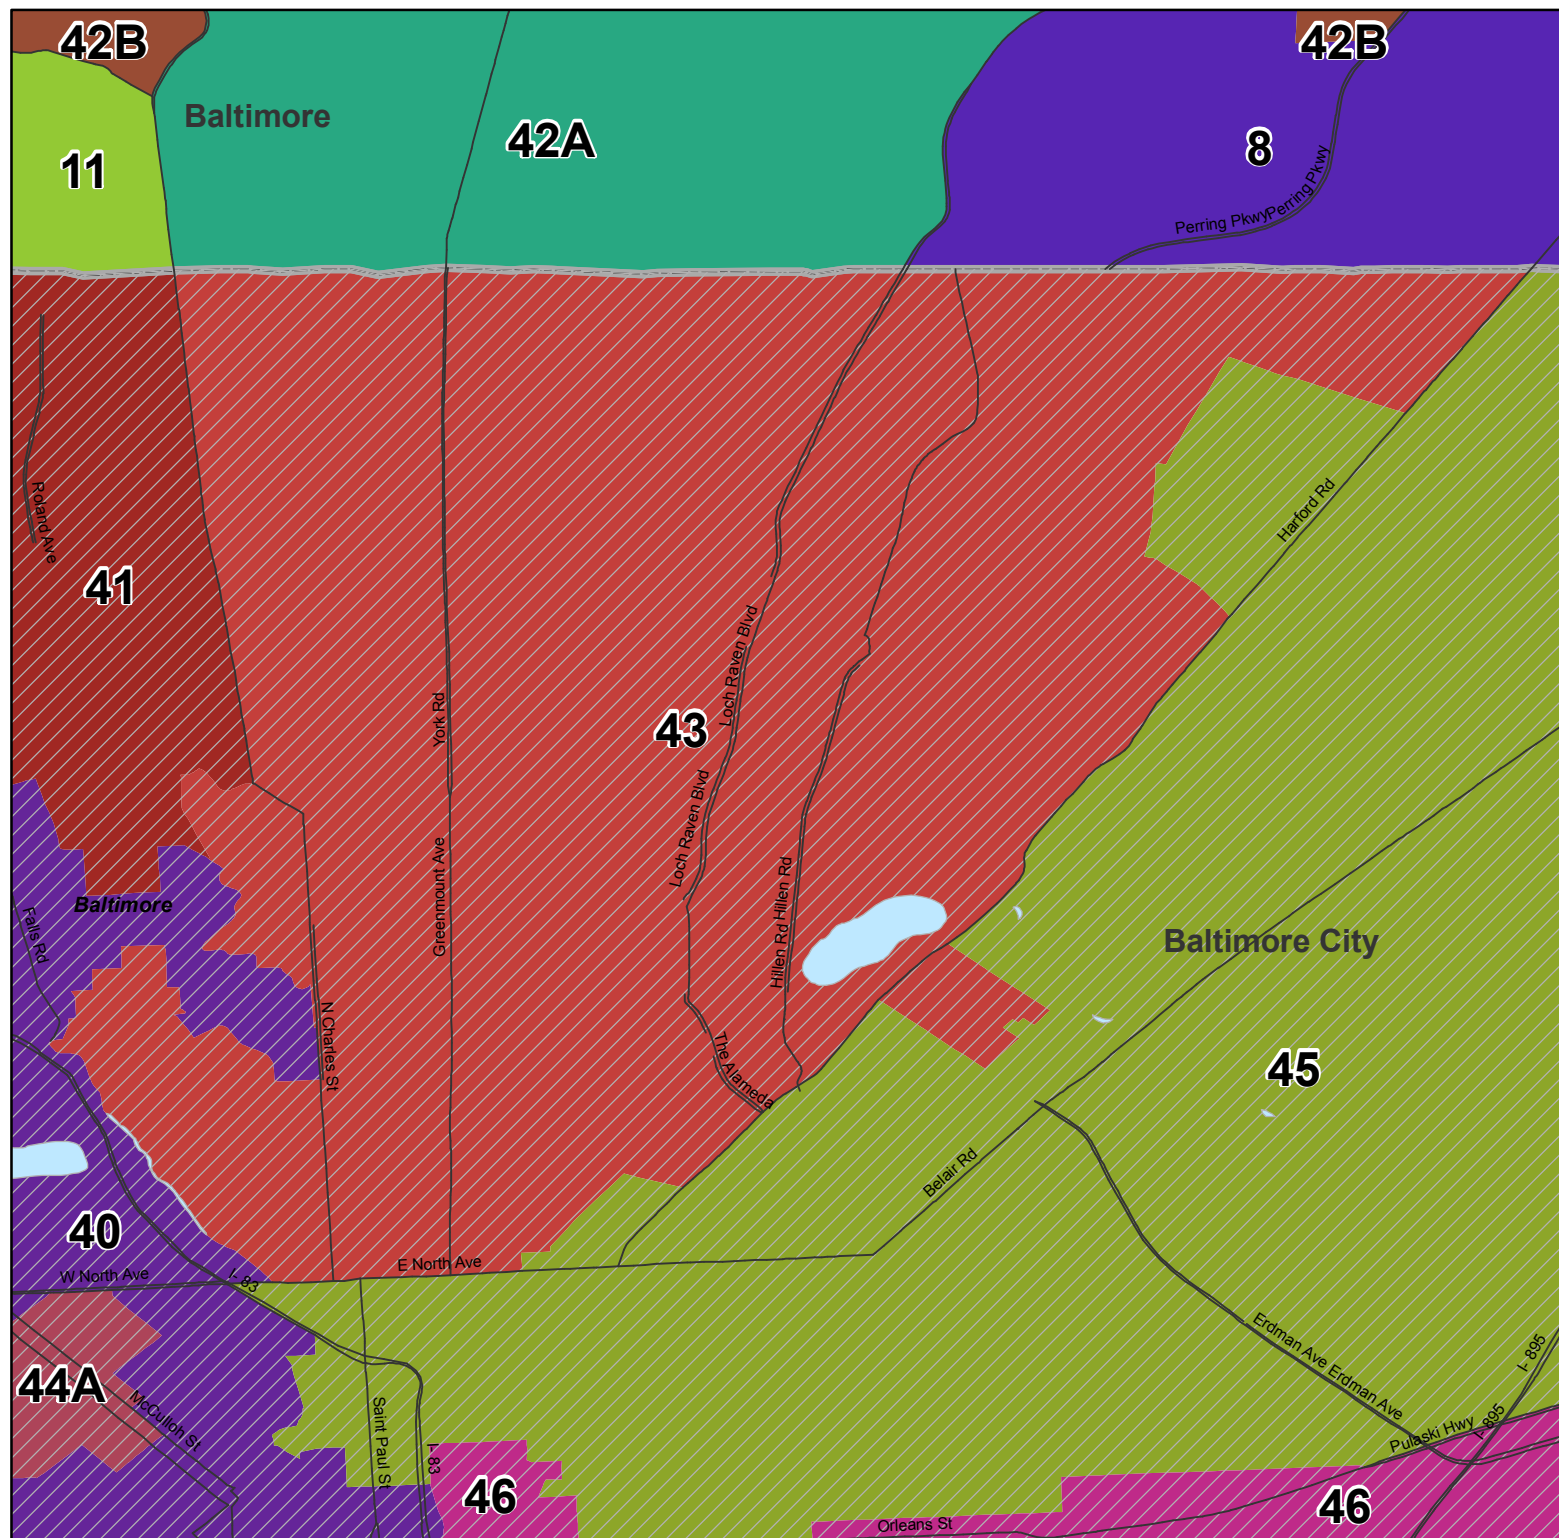 42B
42B
Baltimore
42A
8
11
Perring Pkwy
Perring Pkwy
Roland Ave
Harford Rd
41
Loch Raven Blvd
York Rd
43
Loch Raven Blvd
Greenmount Ave
Hillen Rd
Baltimore
Falls Rd
Baltimore City
Hillen Rd
N Charles St
The Alameda
45
Belair Rd
40
E North Ave
W North Ave
I- 83
Erdman Ave
Erdman Ave
I- 895
44A
McCulloh St
Saint Paul St
I- 895
Pulaski Hwy
I-83
46
46
Orleans St